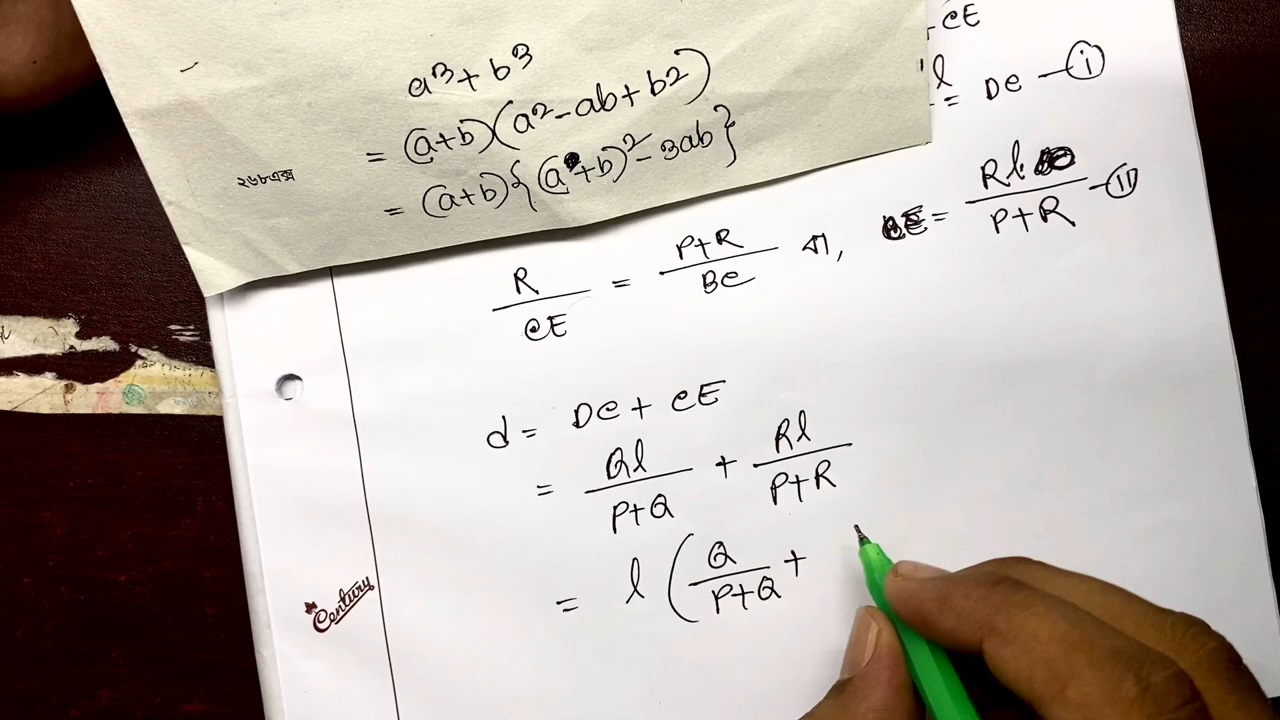 a³ + b³
= (a+b)(a² - ab + b2)
= (a+b){(a+b)² - 3ab}
২৬৮এক্স
CE
l
= DC — i
R/CE = P+R/BC বা, = Rl/P+R — ii
d = DC + CE
= Ql/P+Q + Rl/P+R
= l (Q/P+Q +
Century